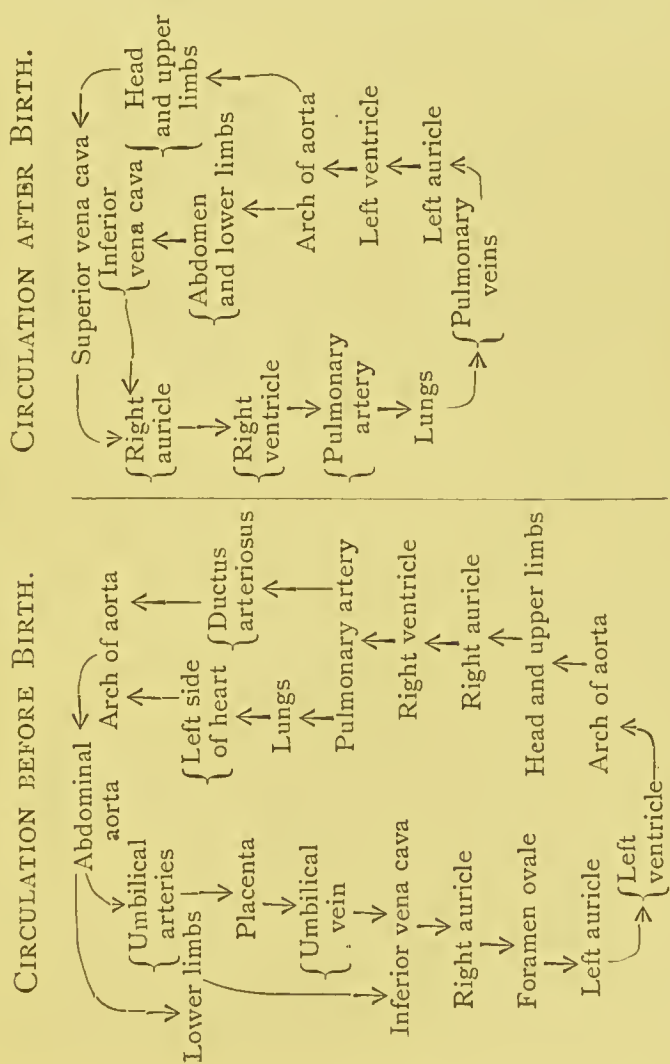 CIRCULATION BEFORE BIRTH.
Abdominal
aorta
Umbilical
arteries
Lower limbs
Placenta
Umbilical
vein
Inferior vena cava
Right auricle
Foramen ovale
Left auricle
Left
ventricle
Arch of aorta
Head and upper limbs
Right auricle
Right ventricle
Pulmonary artery
Lungs
Left side
of heart
Ductus
arteriosus
Arch of aorta
CIRCULATION AFTER BIRTH.
Superior vena cava
Inferior
vena cava
Head
and upper
limbs
Right
auricle
Abdomen
and lower limbs
Right
ventricle
Arch of aorta
Pulmonary
artery
Left ventricle
Lungs
Left auricle
Pulmonary
veins